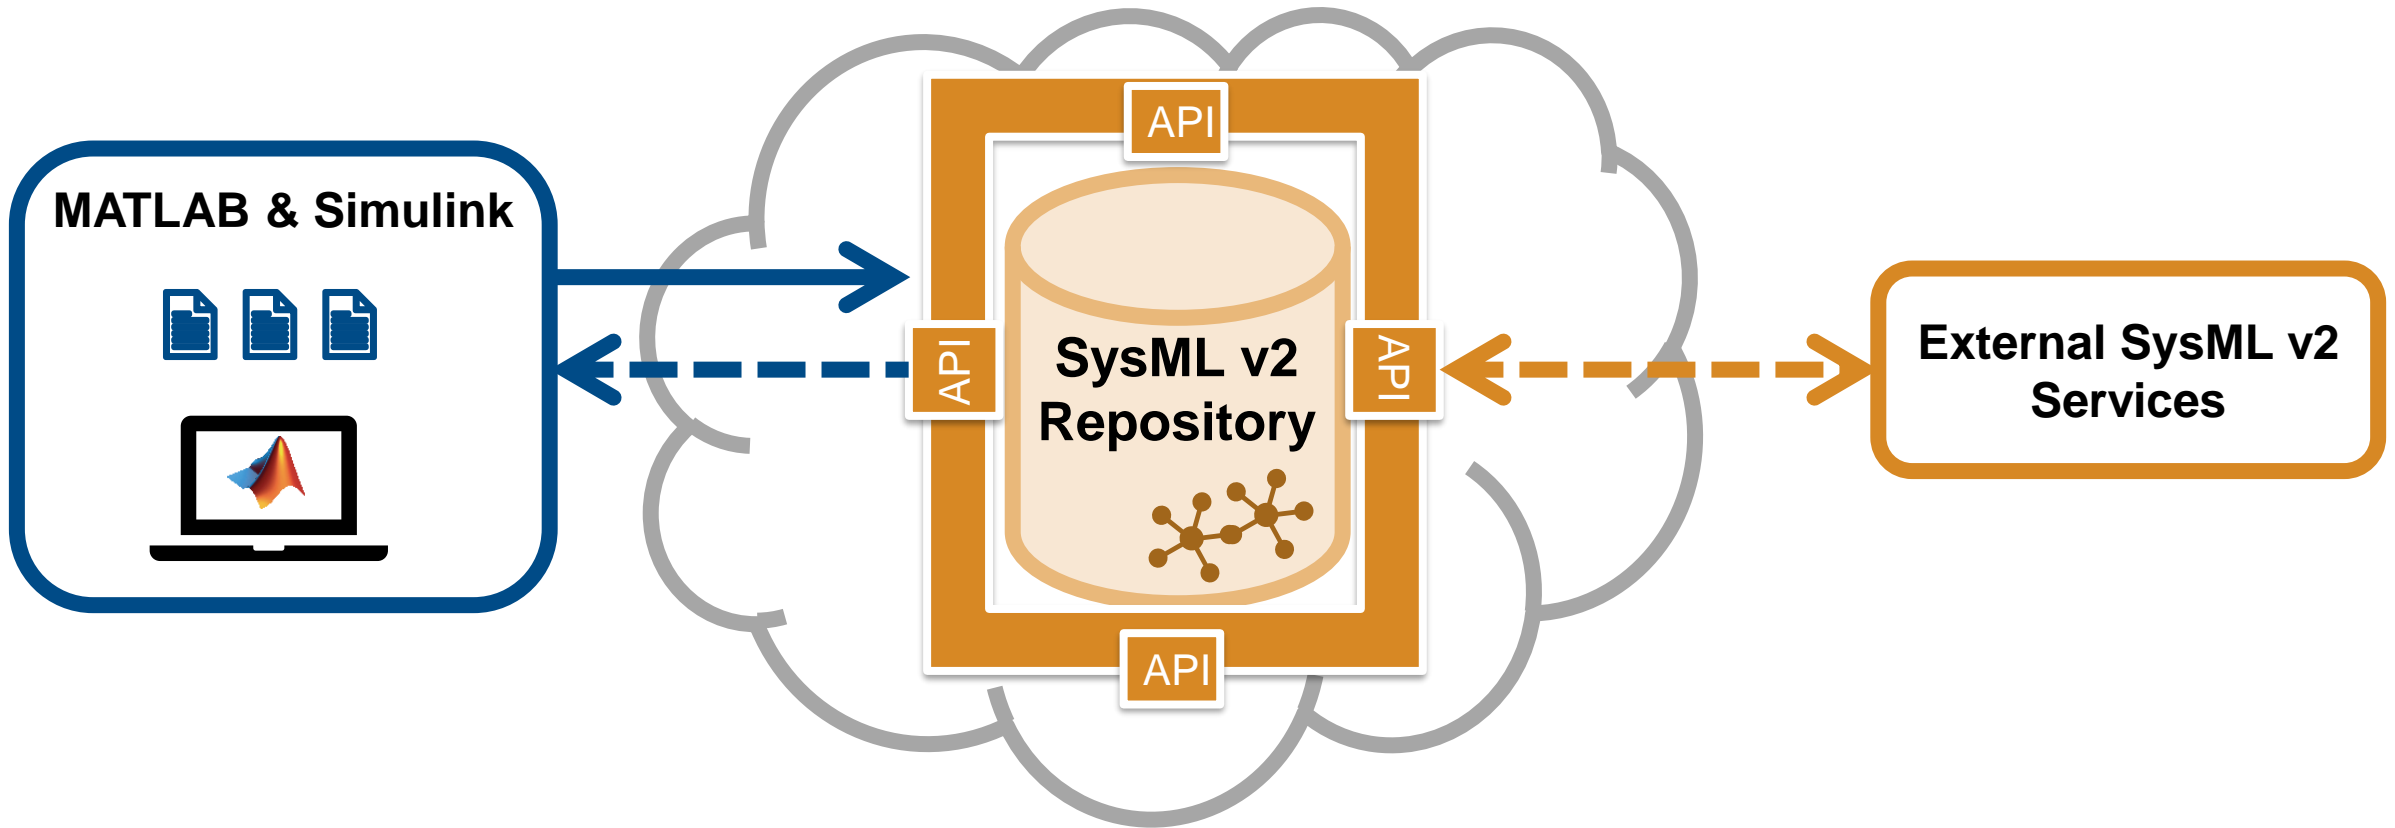 MATLAB & Simulink
API
API
SysML v2
Repository
API
API
External SysML v2
Services